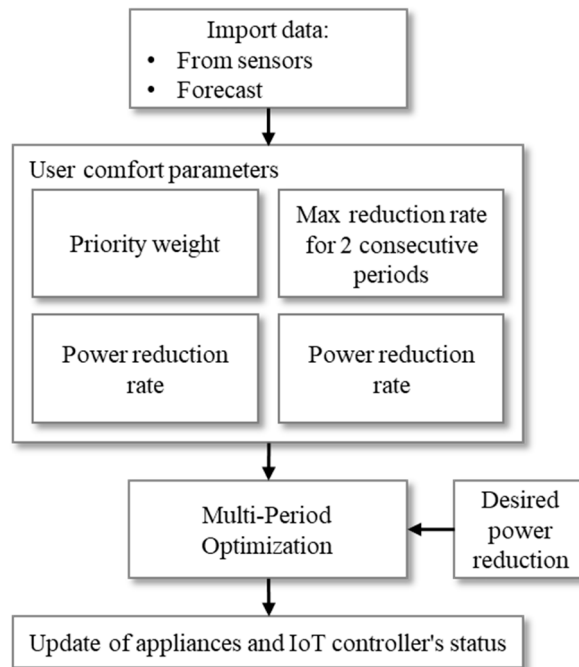 Import data:
• From sensors
• Forecast
User comfort parameters
Priority weight
Max reduction rate
for 2 consecutive
periods
Power reduction
rate
Power reduction
rate
Multi-Period
Optimization
Desired
power
reduction
Update of appliances and IoT controller's status